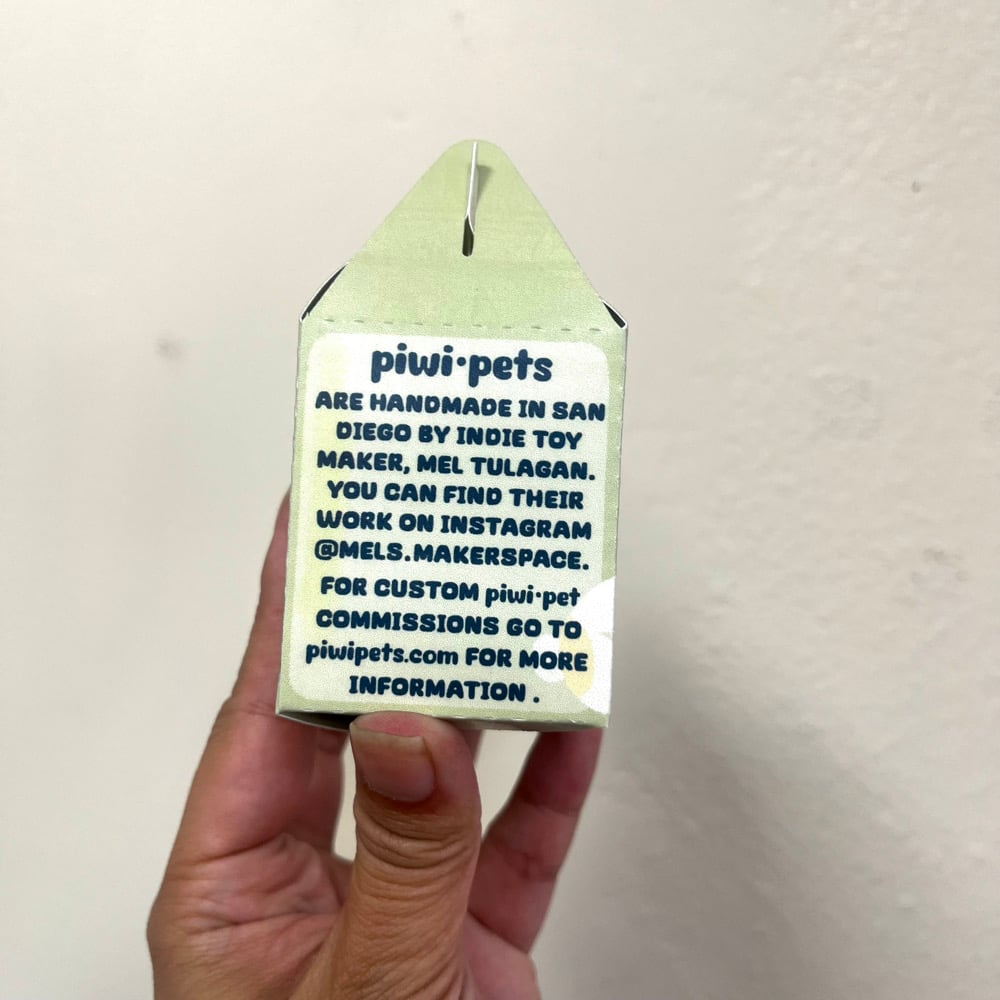 piwi·pets
ARE HANDMADE IN SAN
DIEGO BY INDIE TOY
MAKER, MEL TULAGAN.
YOU CAN FIND THEIR
WORK ON INSTAGRAM
@MELS.MAKERSPACE.
FOR CUSTOM piwi·pet
COMMISSIONS GO TO
piwipets.com FOR MORE
INFORMATION .